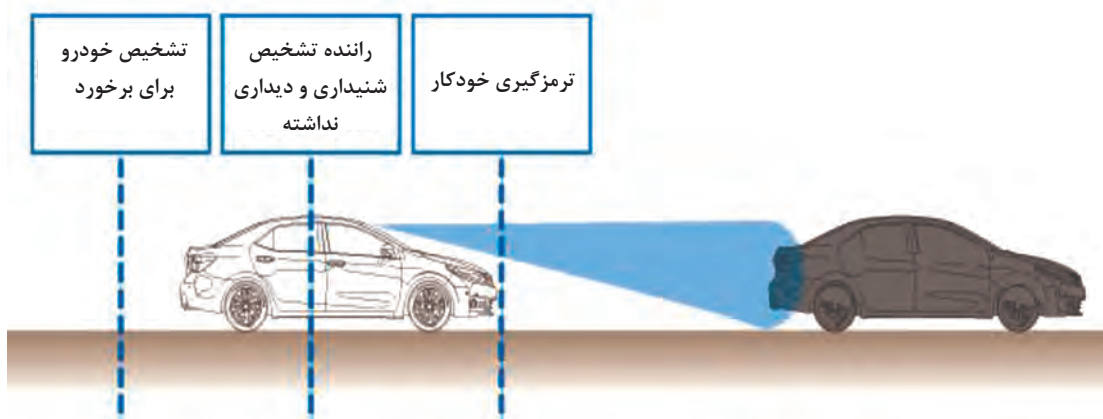 ترمزگیری خودکار
راننده تشخیص
شنیداری و دیداری
نداشته
تشخیص خودرو
برای برخورد